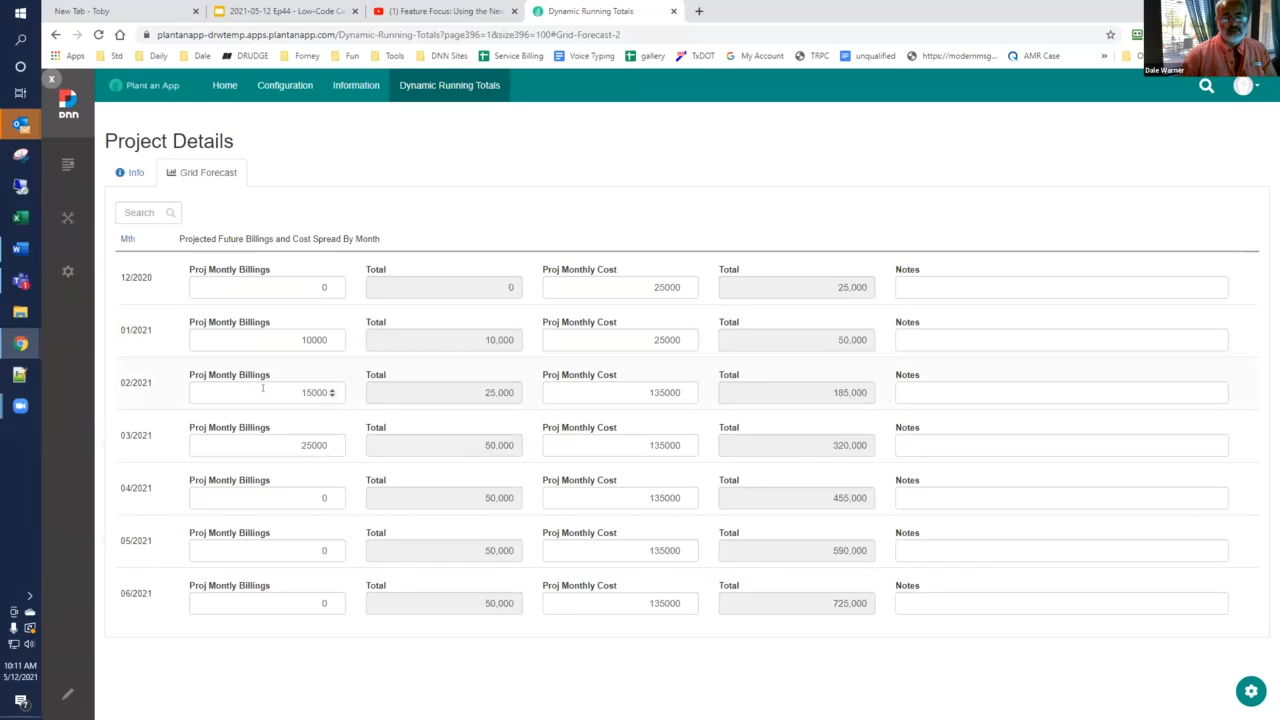 New Tab - Toby
2021-05-12 Ep44 - Low-Code Ci
(1) Feature Focus: Using the New
Dynamic Running Totals
plantanapp-drwtemp.apps.plantanapp.com/Dynamic-Running-Totals?page396=1&size396=100#Grid-Forecast-2
Apps Std Daily Dale DRUDGE Forney Fun Tools DNN Sites Service Billing Voice Typing gallery TxDOT My Account TRPC unqualified https://modernmsg... AMR Case » O
Dale Warner
x
DNN
Plant an App Home Configuration Information Dynamic Running Totals
Project Details
Info Grid Forecast
Search
Mth Projected Future Billings and Cost Spread By Month
Proj Montly Billings Total Proj Monthly Cost Total Notes
12/2020 0 0 25000 25,000
Proj Montly Billings Total Proj Monthly Cost Total Notes
01/2021 10000 10,000 25000 50,000
Proj Montly Billings Total Proj Monthly Cost Total Notes
02/2021 15000 25,000 135000 185,000
Proj Montly Billings Total Proj Monthly Cost Total Notes
03/2021 25000 50,000 135000 320,000
Proj Montly Billings Total Proj Monthly Cost Total Notes
04/2021 0 50,000 135000 455,000
Proj Montly Billings Total Proj Monthly Cost Total Notes
05/2021 0 50,000 135000 590,000
Proj Montly Billings Total Proj Monthly Cost Total Notes
06/2021 0 50,000 135000 725,000
10:11 AM
5/12/2021